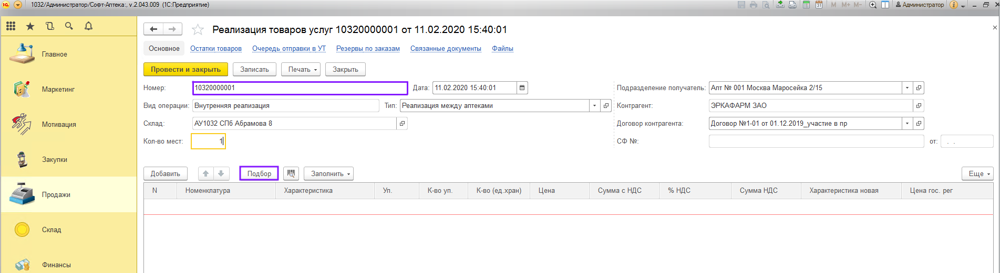 1032/Администратор/Софт-Аптека:, v.2.043.009 (1С:Предприятие)
M M+ M- Администратор
Главное
Маркетинг
Мотивация
Закупки
Продажи
Склад
Финансы
Реализация товаров услуг 10320000001 от 11.02.2020 15:40:01
Основное Остатки товаров Очередь отправки в УТ Резервы по заказам Связанные документы Файлы
Провести и закрыть Записать Печать Закрыть
Номер: 10320000001 Дата: 11.02.2020 15:40:01 Подразделение получатель: Апт № 001 Москва Маросейка 2/15
Вид операции: Внутренняя реализация Тип: Реализация между аптеками Контрагент: ЭРКАФАРМ ЗАО
Склад: АУ1032 СПб Абрамова 8 Договор контрагента: Договор №1-01 от 01.12.2019_участие в пр
Кол-во мест: 1 СФ №: от: . .
Добавить Подбор Заполнить Еще
N Номенклатура Характеристика Уп. К-во уп. К-во (ед.хран) Цена Сумма с НДС % НДС Сумма НДС Характеристика новая Цена гос. рег